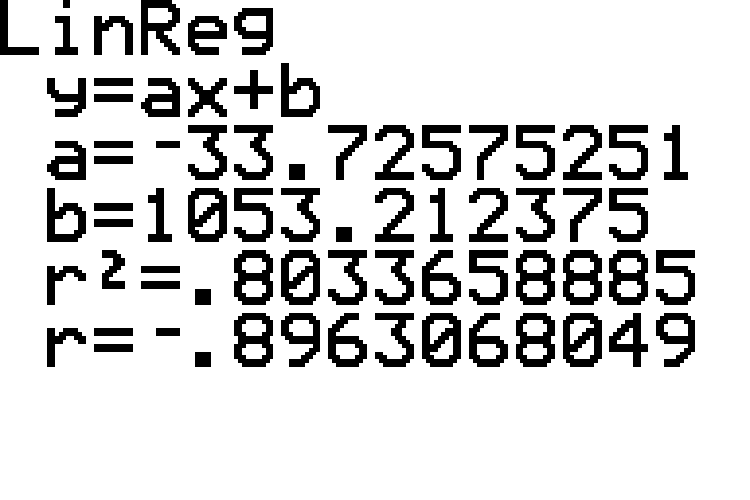 LinReg
y=ax+b
a=-33.72575251
b=1053.212375
r²=.8033658885
r=-.8963068049